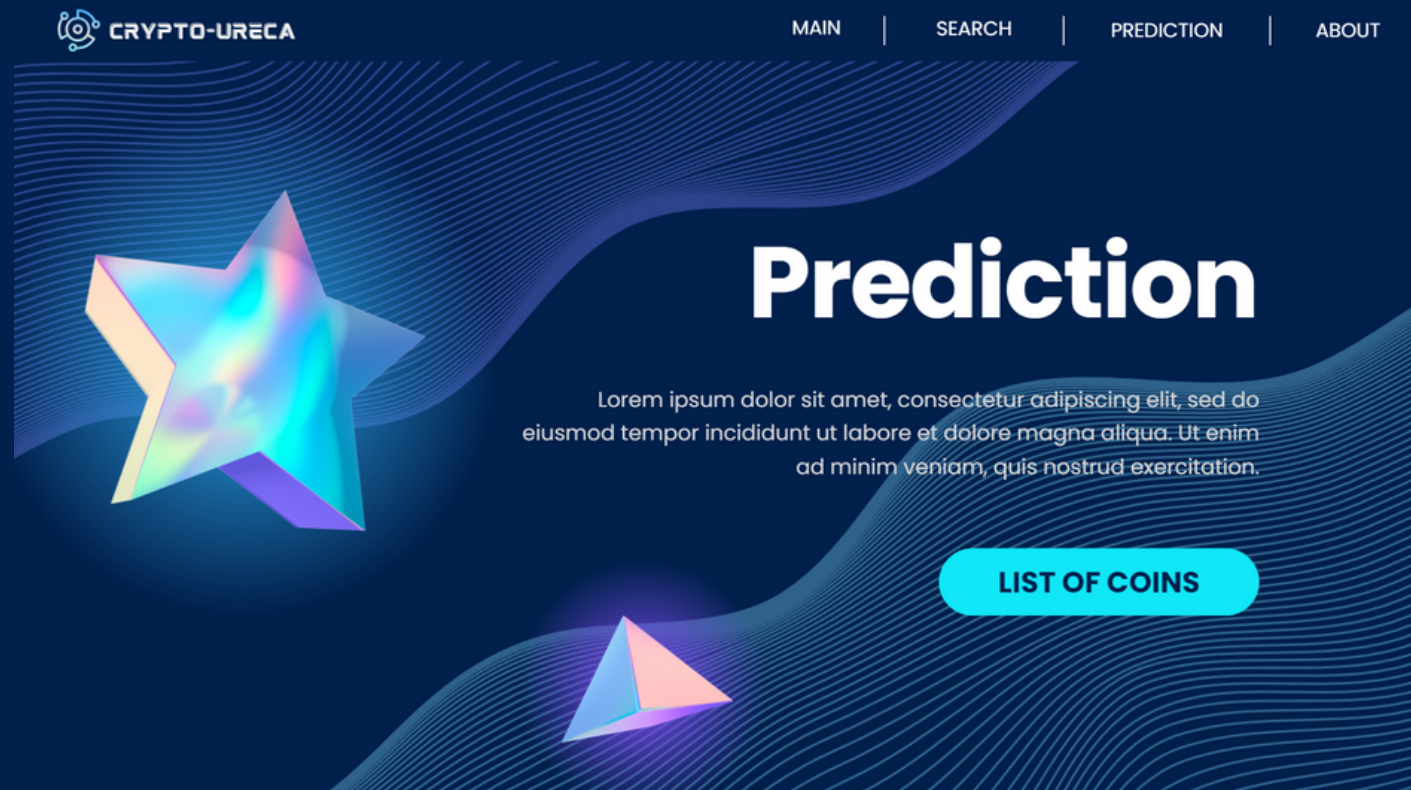 CRYPTO-URECA
MAIN
SEARCH
PREDICTION
ABOUT
Prediction
Lorem ipsum dolor sit amet, consectetur adipiscing elit, sed do
eiusmod tempor incididunt ut labore et dolore magna aliqua. Ut enim
ad minim veniam, quis nostrud exercitation.
LIST OF COINS